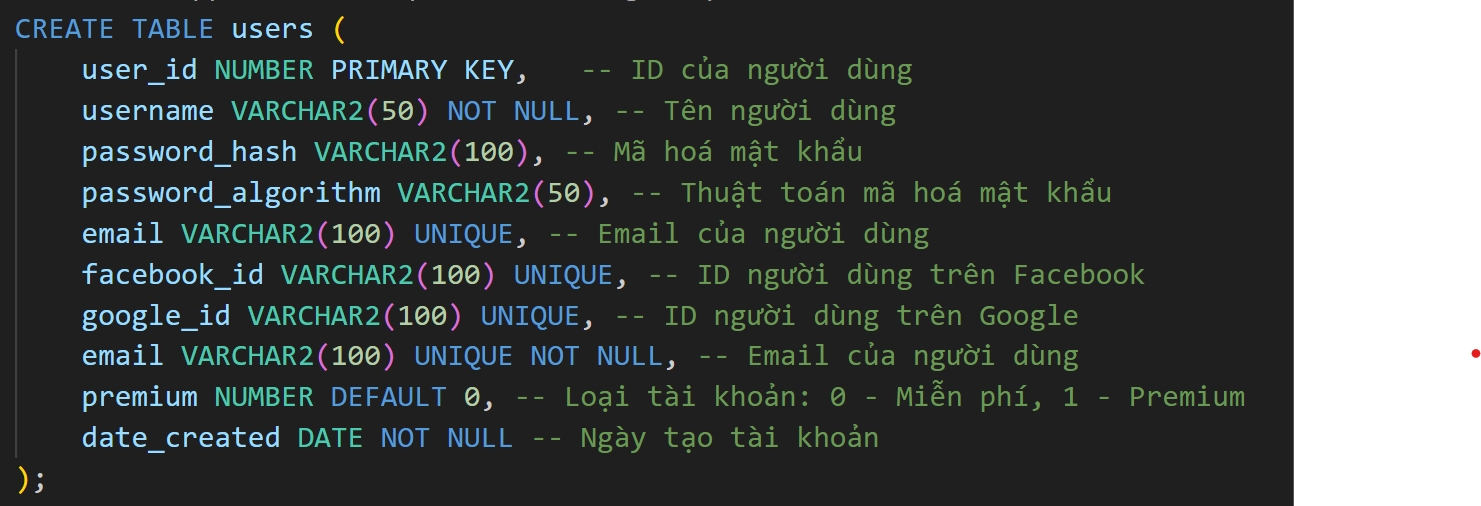 CREATE TABLE users (
user_id NUMBER PRIMARY KEY,   -- ID của người dùng
username VARCHAR2(50) NOT NULL, -- Tên người dùng
password_hash VARCHAR2(100), -- Mã hoá mật khẩu
password_algorithm VARCHAR2(50), -- Thuật toán mã hoá mật khẩu
email VARCHAR2(100) UNIQUE, -- Email của người dùng
facebook_id VARCHAR2(100) UNIQUE, -- ID người dùng trên Facebook
google_id VARCHAR2(100) UNIQUE, -- ID người dùng trên Google
email VARCHAR2(100) UNIQUE NOT NULL, -- Email của người dùng
premium NUMBER DEFAULT 0, -- Loại tài khoản: 0 - Miễn phí, 1 - Premium
date_created DATE NOT NULL -- Ngày tạo tài khoản
);